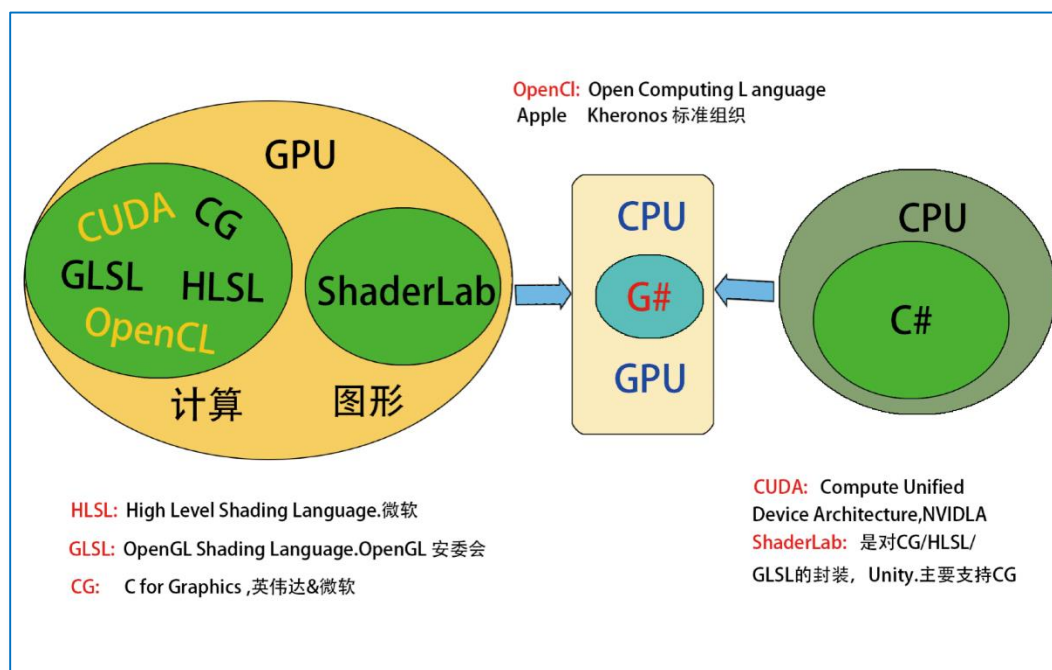 OpenCl: Open Computing L anguage
Apple Kheronos 标准组织
GPU
CUDA
CG
GLSL
HLSL
OpenCL
计算
ShaderLab
图形
CPU
G#
GPU
CPU
C#
HLSL: High Level Shading Language.微软
GLSL: OpenGL Shading Language.OpenGL 安委会
CG: C for Graphics ,英伟达&微软
CUDA: Compute Unified
Device Architecture,NVIDLA
ShaderLab: 是对CG/HLSL/
GLSL的封装，Unity.主要支持CG